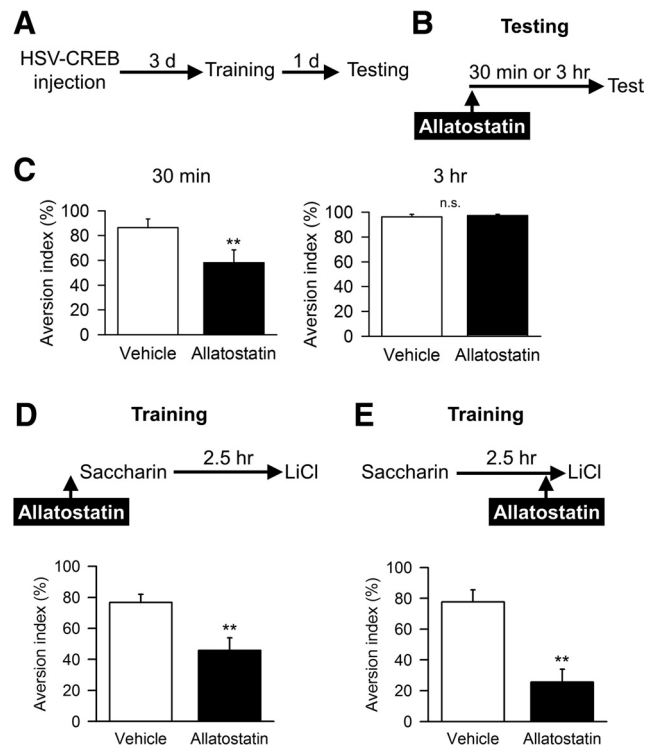 A
HSV-CREB
injection
3 d
Training
1 d
Testing
B
Testing
30 min or 3 hr
Test
Allatostatin
C
30 min
Aversion index (%)
100
80
60
40
20
0
**
Vehicle
Allatostatin
3 hr
Aversion index (%)
100
80
60
40
20
0
n.s.
Vehicle
Allatostatin
D
Training
Saccharin
2.5 hr
LiCl
Allatostatin
Aversion index (%)
100
80
60
40
20
0
**
Vehicle
Allatostatin
E
Training
Saccharin
2.5 hr
LiCl
Allatostatin
Aversion index (%)
100
80
60
40
20
0
**
Vehicle
Allatostatin